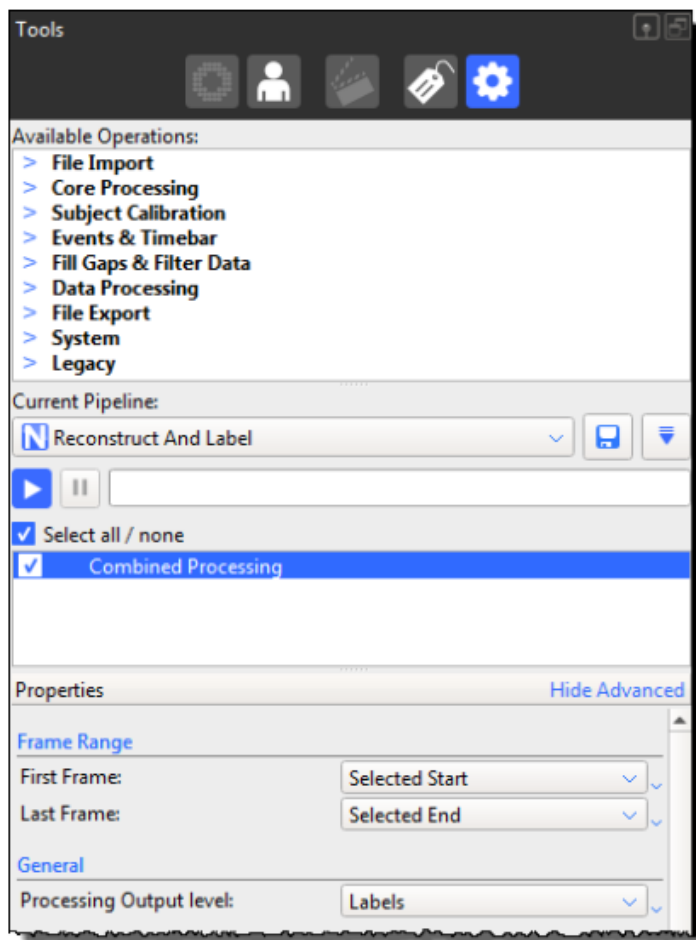 Tools
Available Operations:
> File Import
> Core Processing
> Subject Calibration
> Events & Timebar
> Fill Gaps & Filter Data
> Data Processing
> File Export
> System
> Legacy
Current Pipeline:
N Reconstruct And Label
Select all / none
Combined Processing
Properties Hide Advanced
Frame Range
First Frame: Selected Start
Last Frame: Selected End
General
Processing Output level: Labels